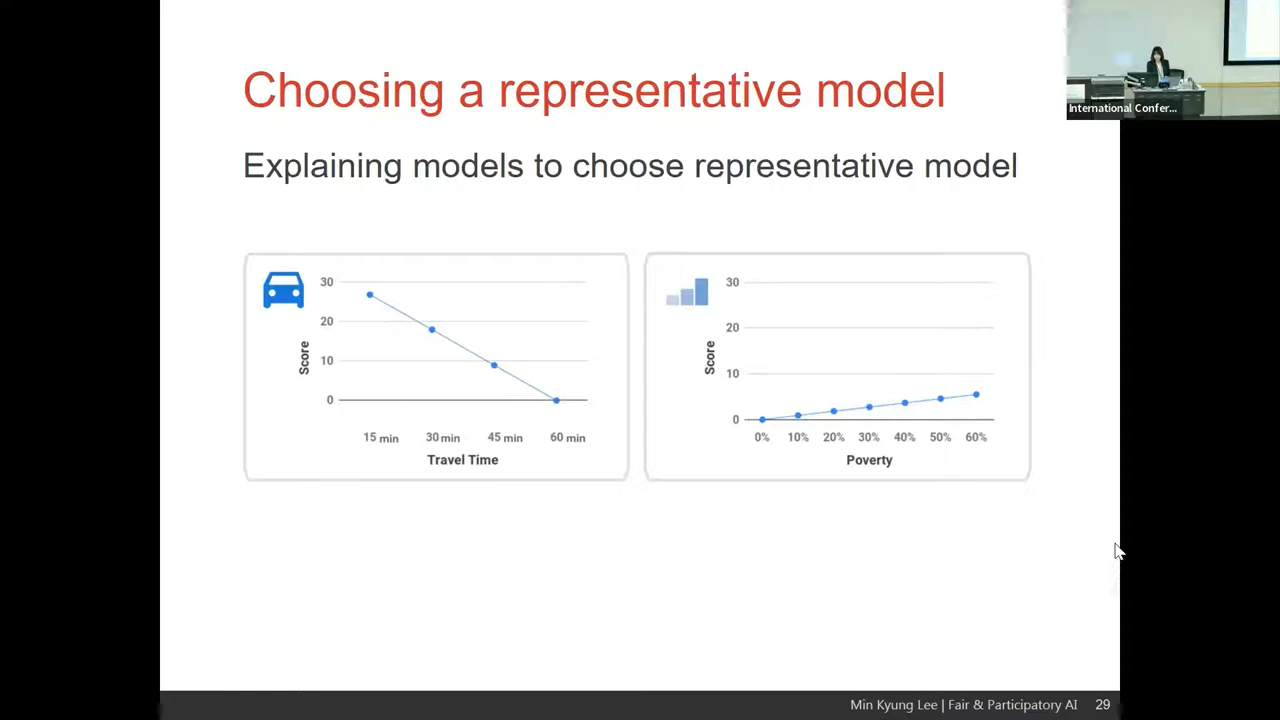 Choosing a representative model
International Confer...
Explaining models to choose representative model
30
20
10
0
Score
15 min
30 min
45 min
60 min
Travel Time
30
20
10
0
Score
0%
10%
20%
30%
40%
50%
60%
Poverty
Min Kyung Lee | Fair & Participatory AI 29